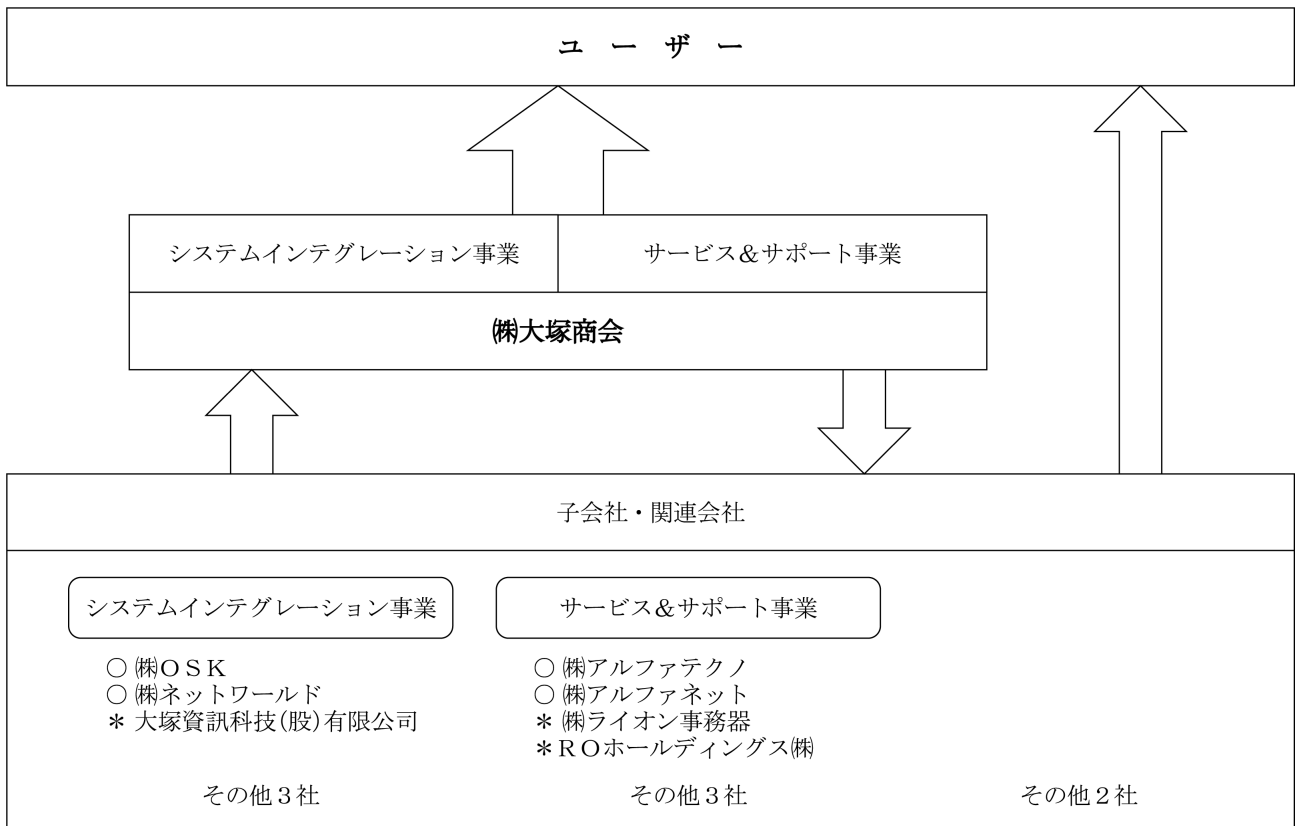 ユ ー ザ ー
システムインテグレーション事業
サービス&サポート事業
㈱大塚商会
子会社・関連会社
システムインテグレーション事業
○ ㈱OSK
○ ㈱ネットワールド
* 大塚資訊科技(股)有限公司
その他3社
サービス&サポート事業
○ ㈱アルファテクノ
○ ㈱アルファネット
* ㈱ライオン事務器
*ROホールディングス㈱
その他3社
その他2社